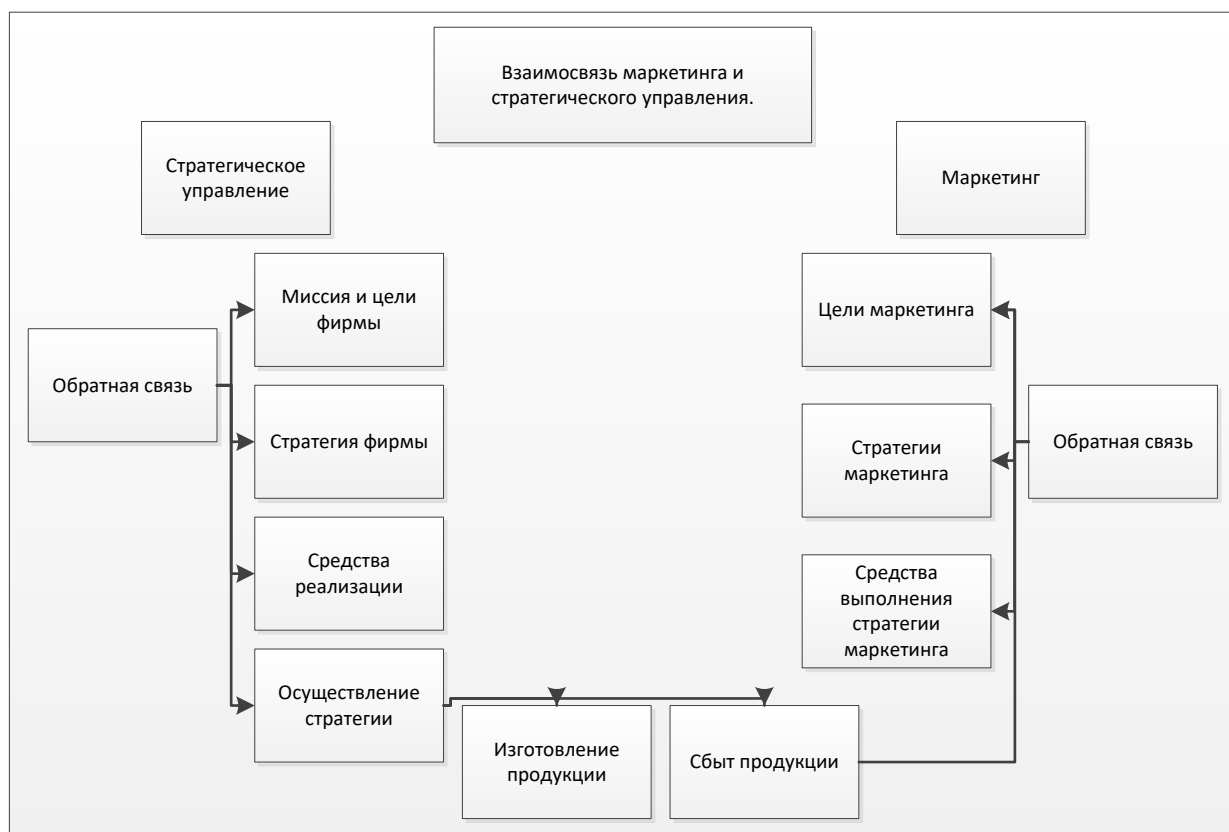 Взаимосвязь маркетинга и
стратегического управления.
Стратегическое
управление
Маркетинг
Миссия и цели
фирмы
Цели маркетинга
Обратная связь
Стратегия фирмы
Стратегии
маркетинга
Обратная связь
Средства
реализации
Средства
выполнения
стратегии
маркетинга
Осуществление
стратегии
Изготовление
продукции
Сбыт продукции